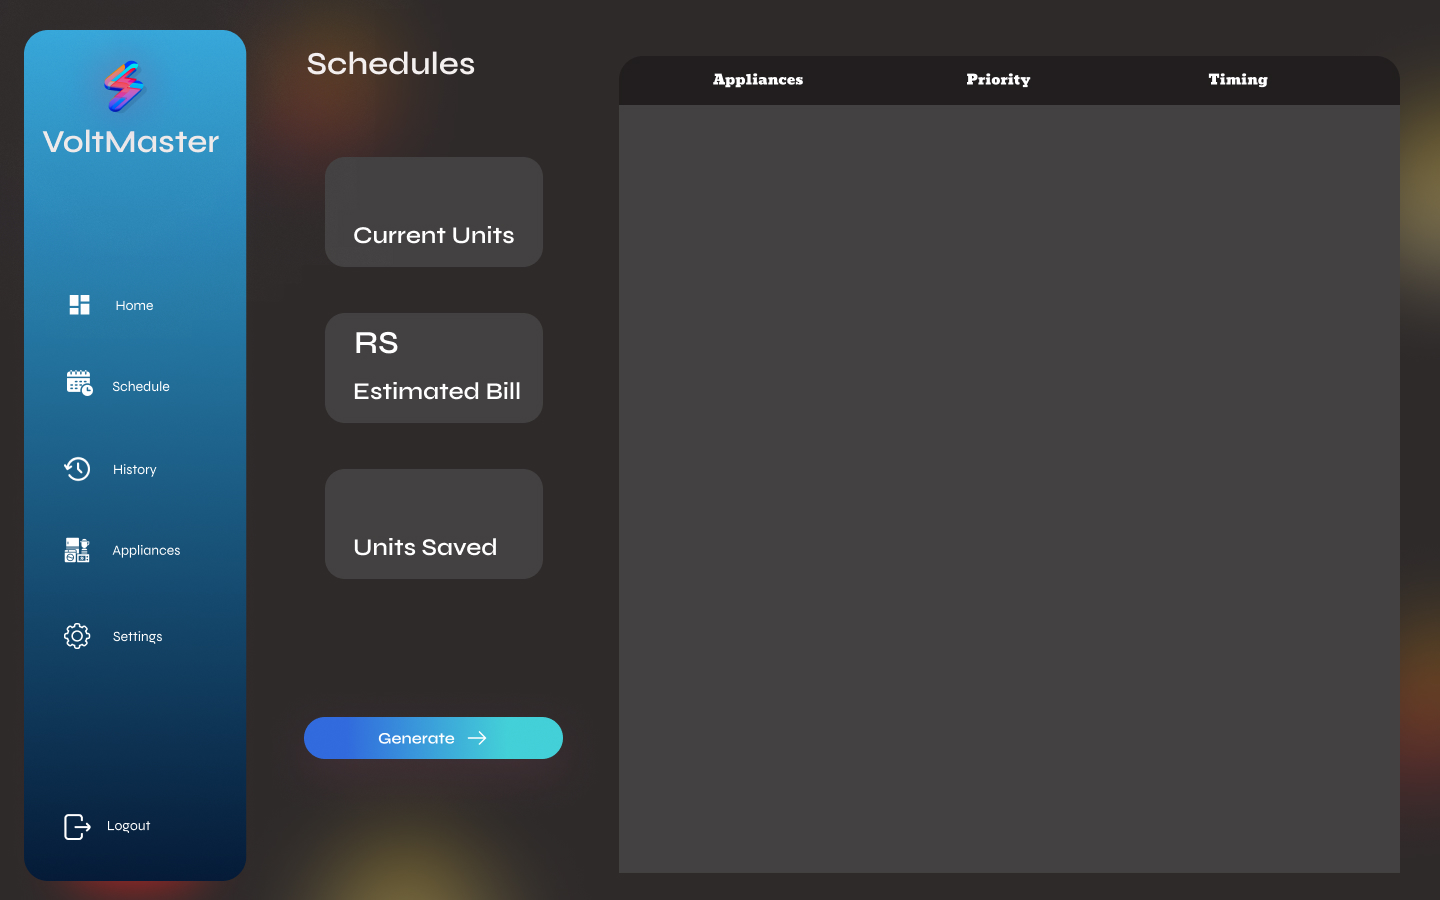 VoltMaster
Home
Schedule
History
Appliances
Settings
Logout
Schedules
Current Units
RS
Estimated Bill
Units Saved
Generate
Appliances Priority Timing